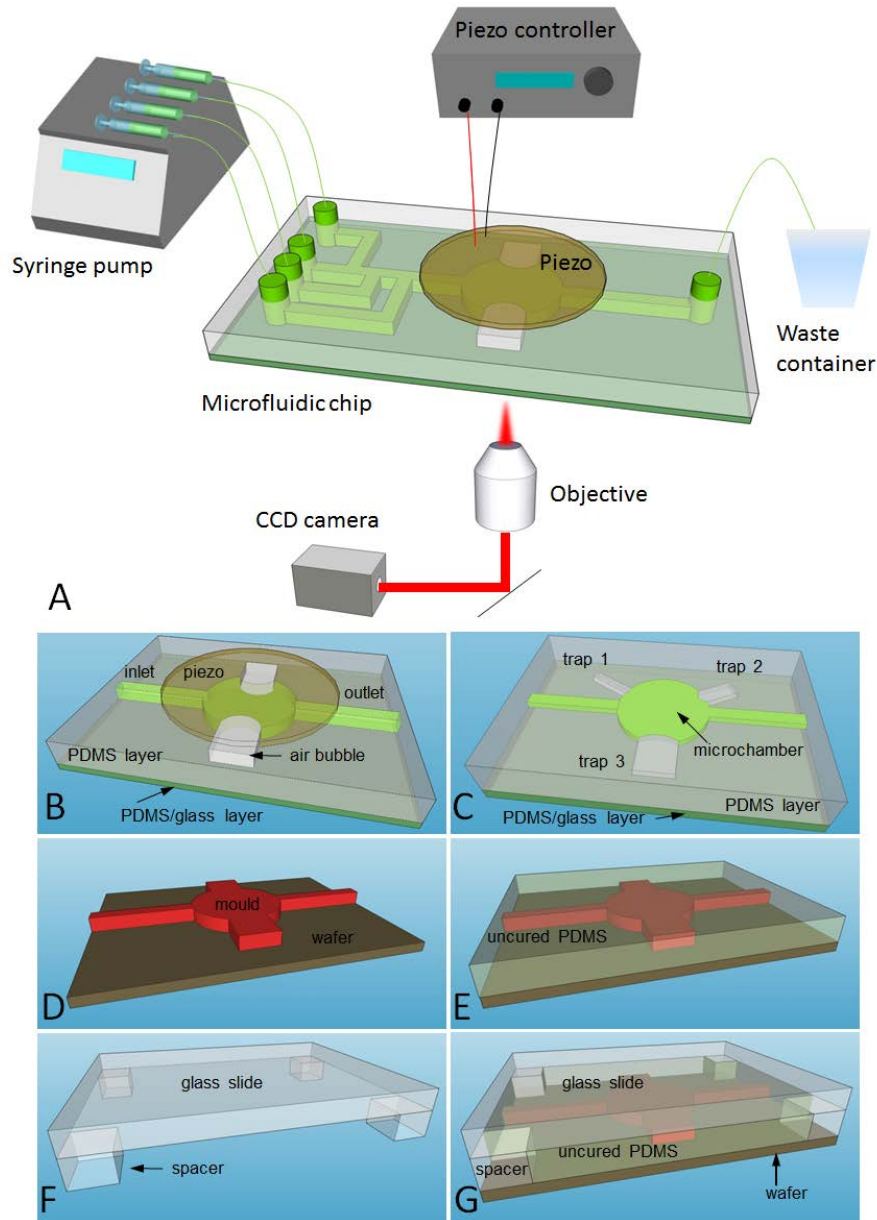 Piezo controller
Syringe pump
Piezo
Waste
container
Microfluidic chip
Objective
CCD camera
A
inlet
piezo
outlet
PDMS layer
air bubble
PDMS/glass layer
B
trap 1
trap 2
microchamber
trap 3
PDMS layer
PDMS/glass layer
C
mould
wafer
D
uncured PDMS
E
glass slide
spacer
F
glass slide
uncured PDMS
spacer
wafer
G